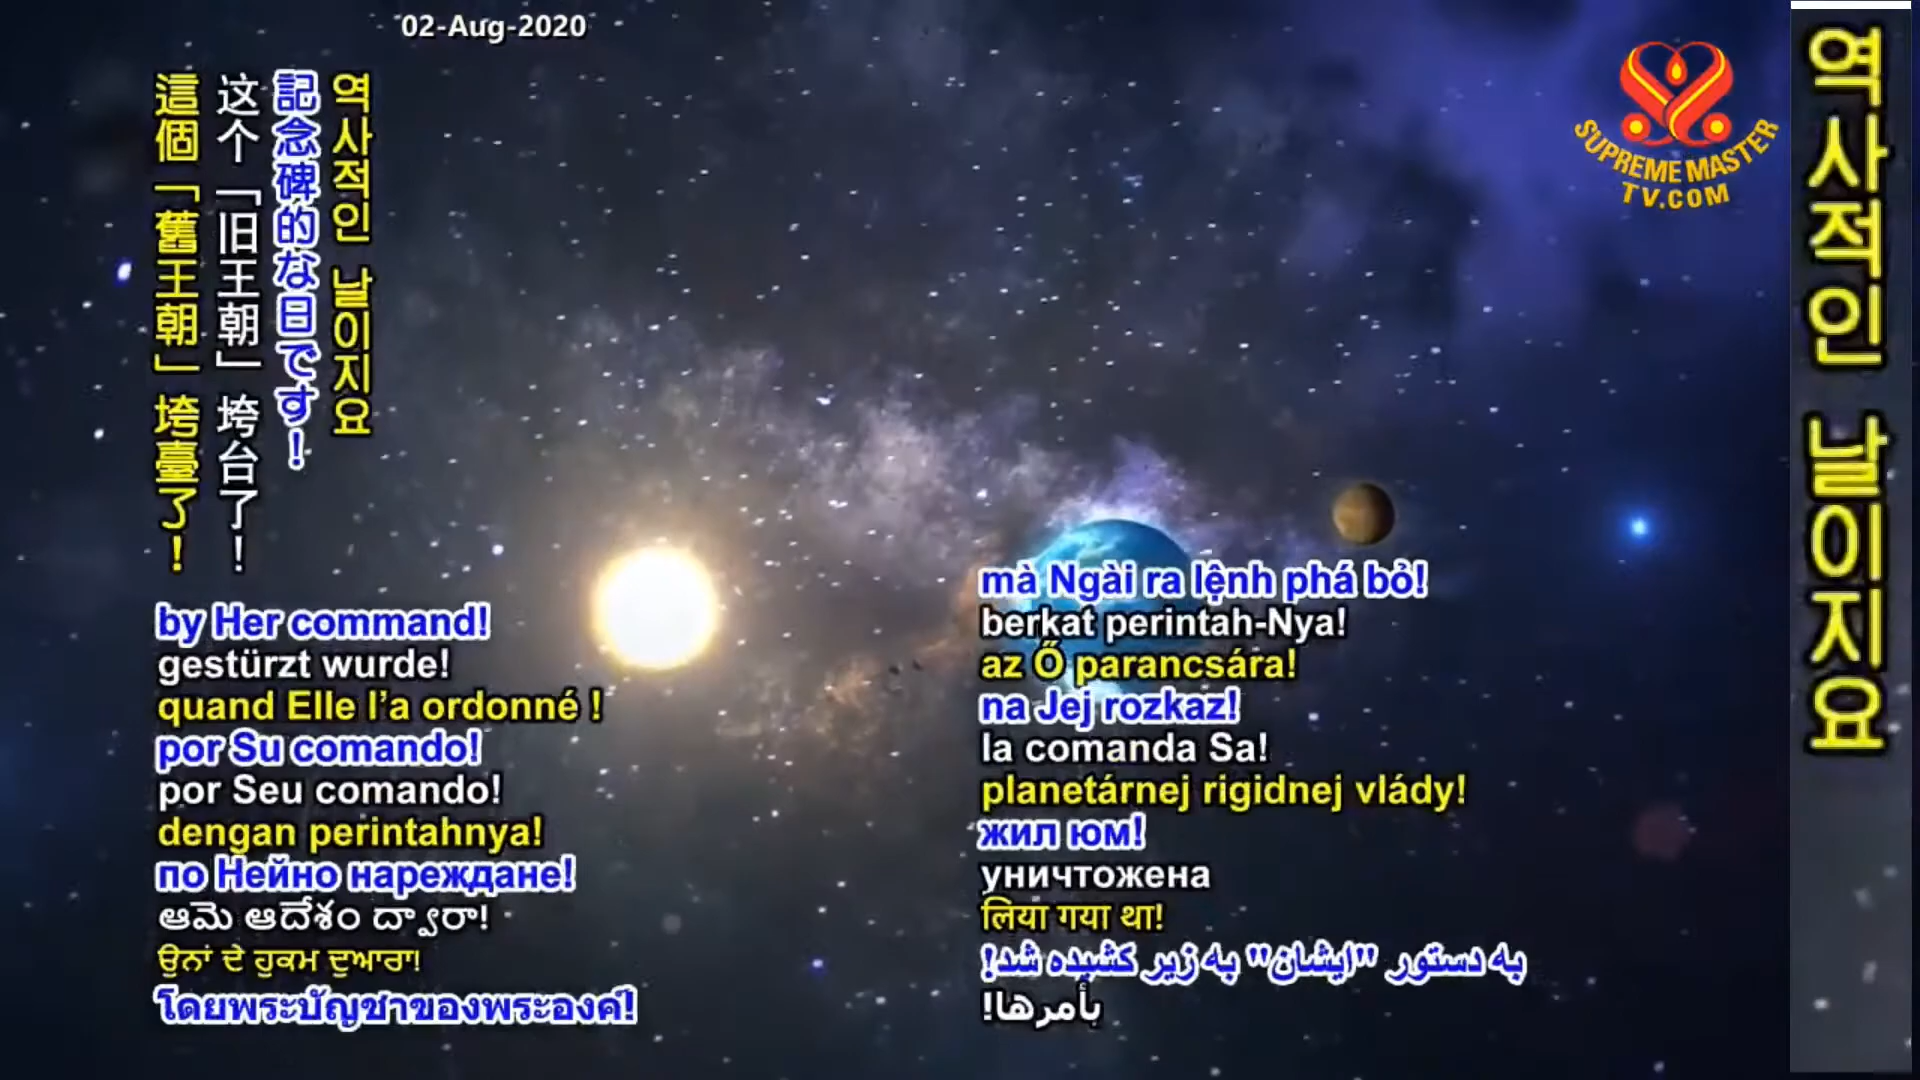 02-Aug-2020
SUPREME MASTER
TV.COM
역사적인 날이지요
역사적인 날이지요
記念碑的な日です！
这个「旧王朝」垮台了！
這個「舊王朝」垮臺了！
by Her command!
gestürzt wurde!
quand Elle l’a ordonné !
por Su comando!
por Seu comando!
dengan perintahnya!
по Нейно нареждане!
ఆమె ఆదేశం ద్వారా!
ਉਨਾਂ ਦੇ ਹੁਕਮ ਦੁਆਰਾ!
โดยพระบัญชาของพระองค์!
mà Ngài ra lệnh phá bỏ!
berkat perintah-Nya!
az Ő parancsára!
na Jej rozkaz!
la comanda Sa!
planetárnej rigidnej vlády!
жил юм!
уничтожена
लिया गया था!
به دستور "ایشان" به زیر کشیده شد!
بأمرها!